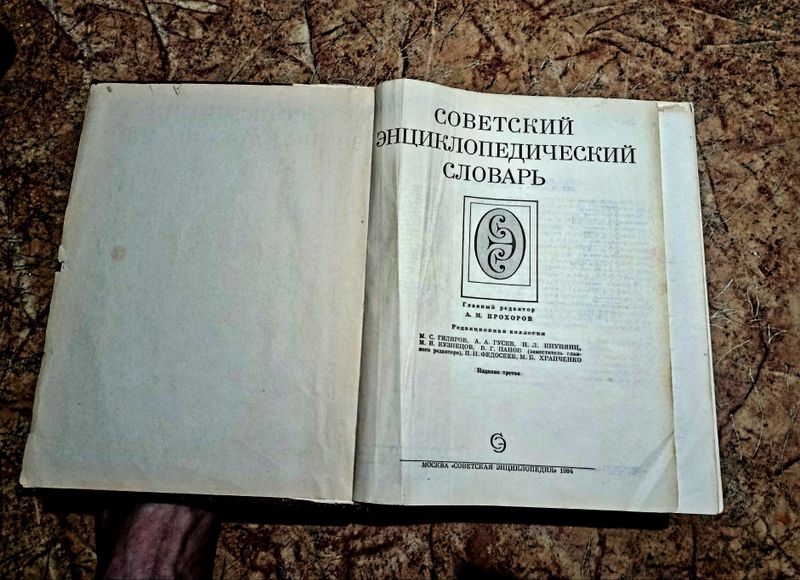 СОВЕТСКИЙ
ЭНЦИКЛОПЕДИЧЕСКИЙ
СЛОВАРЬ
Главный редактор
А. М. ПРОХОРОВ
Редакционная коллегия
М. С. ГИЛЯРОВ, А. А. ГУСЕВ, И. Л. КНУНЯНЦ,
М. И. КУЗНЕЦОВ, В. Г. ПАНОВ (заместитель глав-
ного редактора), П. Н. ФЕДОСЕЕВ, М. Б. ХРАПЧЕНКО
Издание третье
МОСКВА «СОВЕТСКАЯ ЭНЦИКЛОПЕДИЯ» 1984